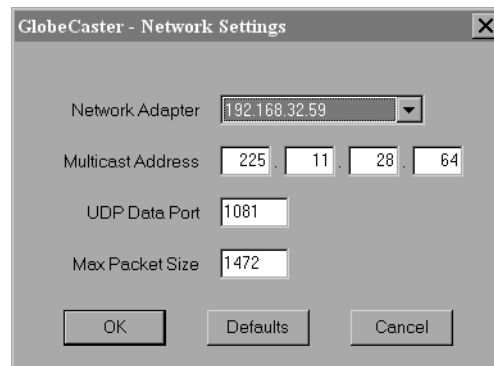 GlobeCaster - Network Settings
Network Adapter 192.168.32.59
Multicast Address 225 . 11 . 28 . 64
UDP Data Port 1081
Max Packet Size 1472
OK Defaults Cancel